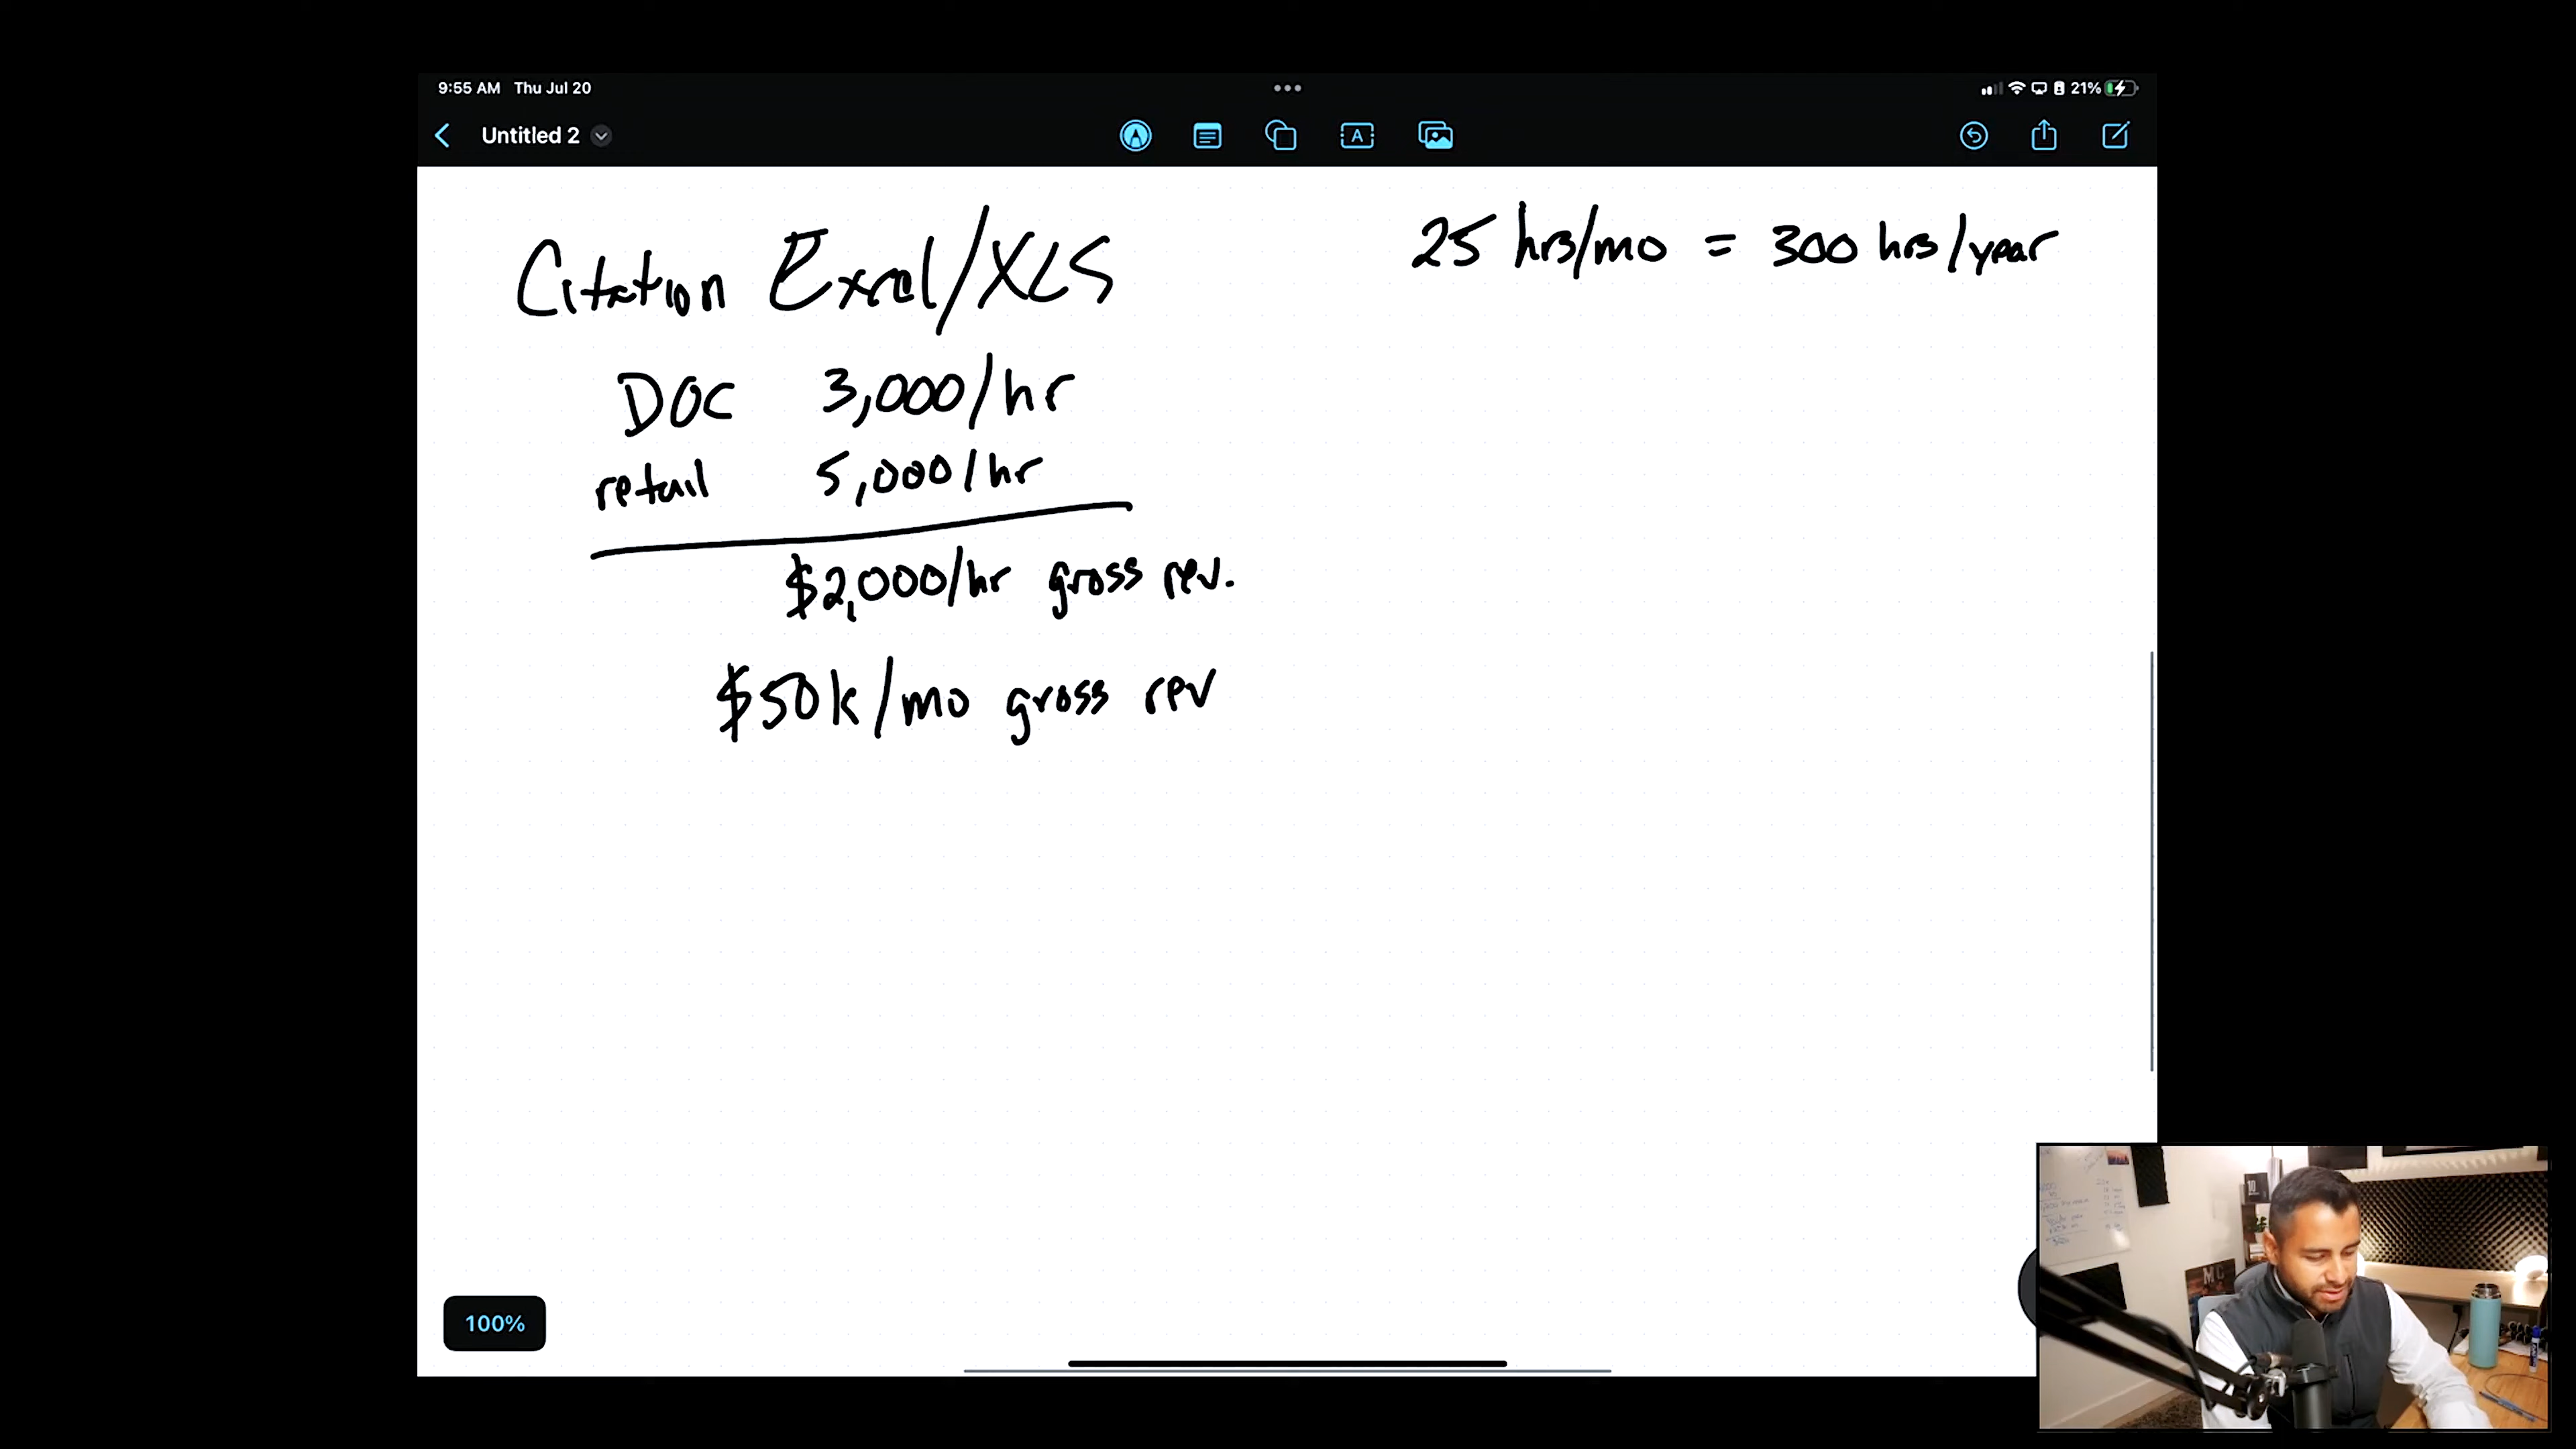 9:55 AM Thu Jul 20
21%
Untitled 2
Citation Excel/XLS
25 hrs/mo = 300 hrs/year
DOC 3,000/hr
retail 5,000/hr
$2,000/hr gross rev.
$50k/mo gross rev
100%